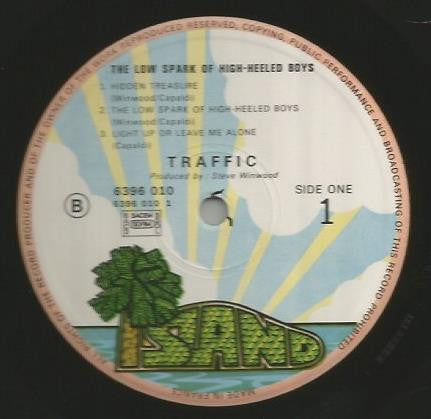 ALL RIGHTS OF THE RECORD PRODUCER AND OF THE OWNER OF THE WORK REPRODUCED RESERVED, COPYING, PUBLIC PERFORMANCE AND BROADCASTING OF THIS RECORD PROHIBITED
THE LOW SPARK OF HIGH-HEELED BOYS
1. HIDDEN TREASURE
(Winwood/Capaldi)
2. THE LOW SPARK OF HIGH-HEELED BOYS
(Winwood/Capaldi)
3. LIGHT UP OR LEAVE ME ALONE
(Capaldi)
TRAFFIC
Produced by: Steve Winwood
6396 010
SIDE ONE
6396 010 1
1
B
SACEM
ISLAND
MADE IN FRANCE